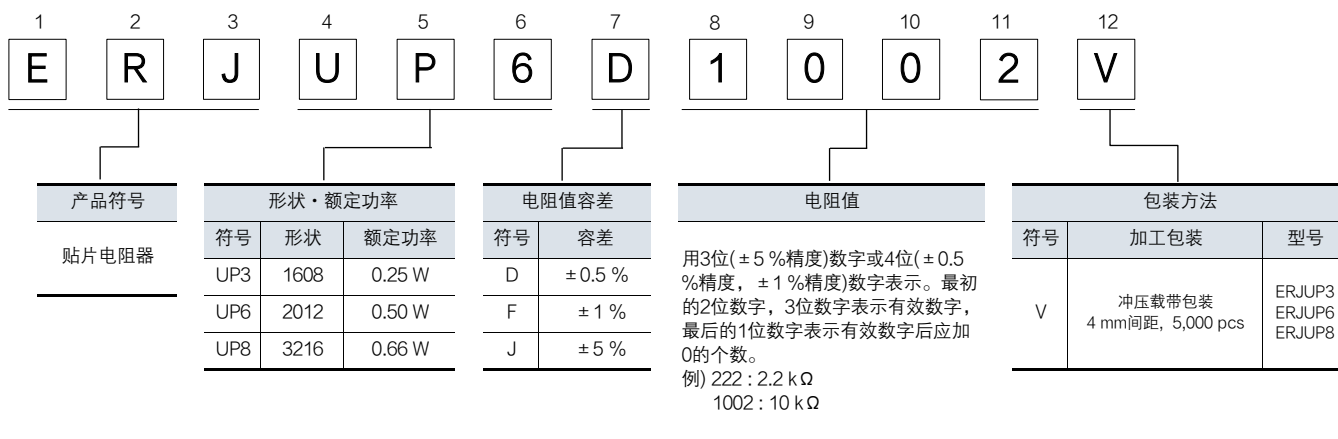 1 2 3 4 5 6 7 8 9 10 11 12
E R J U P 6 D 1 0 0 2 V
产品符号
贴片电阻器
形状・额定功率
符号 形状 额定功率
UP3 1608 0.25 W
UP6 2012 0.50 W
UP8 3216 0.66 W
电阻值容差
符号 容差
D ±0.5 %
F ±1 %
J ±5 %
电阻值
用3位(±5 %精度)数字或4位(±0.5
%精度，±1 %精度)数字表示。最初
的2位数字，3位数字表示有效数字，
最后的1位数字表示有效数字后应加
0的个数。
例) 222 : 2.2 kΩ
1002 : 10 kΩ
包装方法
符号 加工包装 型号
V
冲压载带包装
4 mm间距, 5,000 pcs
ERJUP3
ERJUP6
ERJUP8